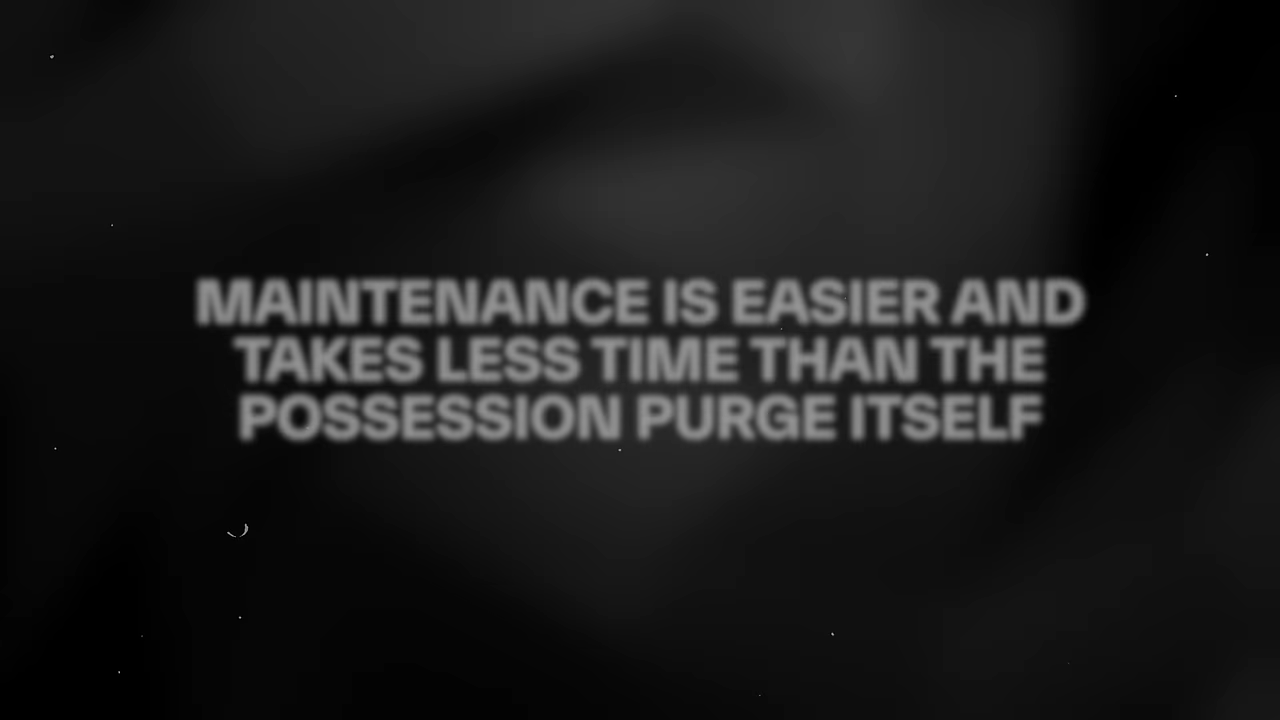 MAINTENANCE IS EASIER AND
TAKES LESS TIME THAN THE
POSSESSION PURGE ITSELF